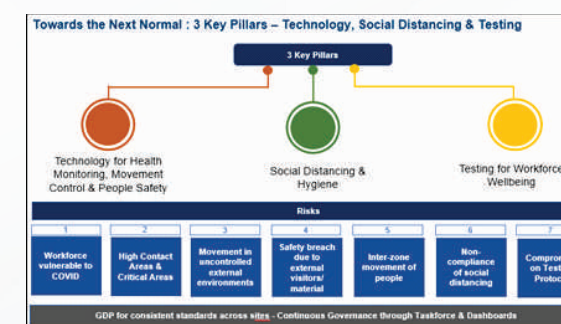 Towards the Next Normal : 3 Key Pillars – Technology, Social Distancing & Testing
3 Key Pillars
Technology for Health
Monitoring, Movement
Control & People Safety
Social Distancing &
Hygiene
Testing for Workforce
Wellbeing
Risks
1
2
3
4
5
6
7
Workforce
vulnerable to
COVID
High Contact
Areas &
Critical Areas
Movement in
uncontrolled
external
environments
Safety breach
due to
external
visitors/
material
Inter-zone
movement of
people
Non-
compliance
of social
distancing
Comprom
on Test
Protoc
GDP for consistent standards across sites - Continuous Governance through Taskforce & Dashboards